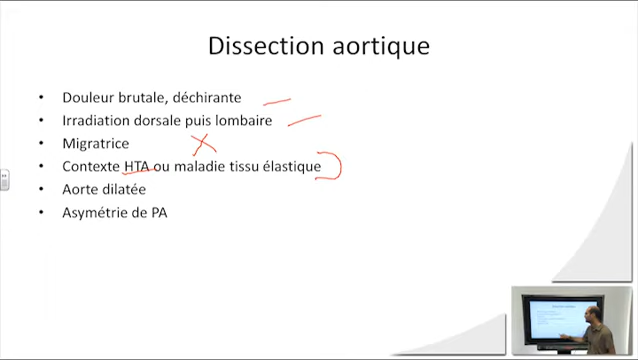 Dissection aortique
• Douleur brutale, déchirante
• Irradiation dorsale puis lombaire
• Migratrice
• Contexte HTA ou maladie tissu élastique
• Aorte dilatée
• Asymétrie de PA